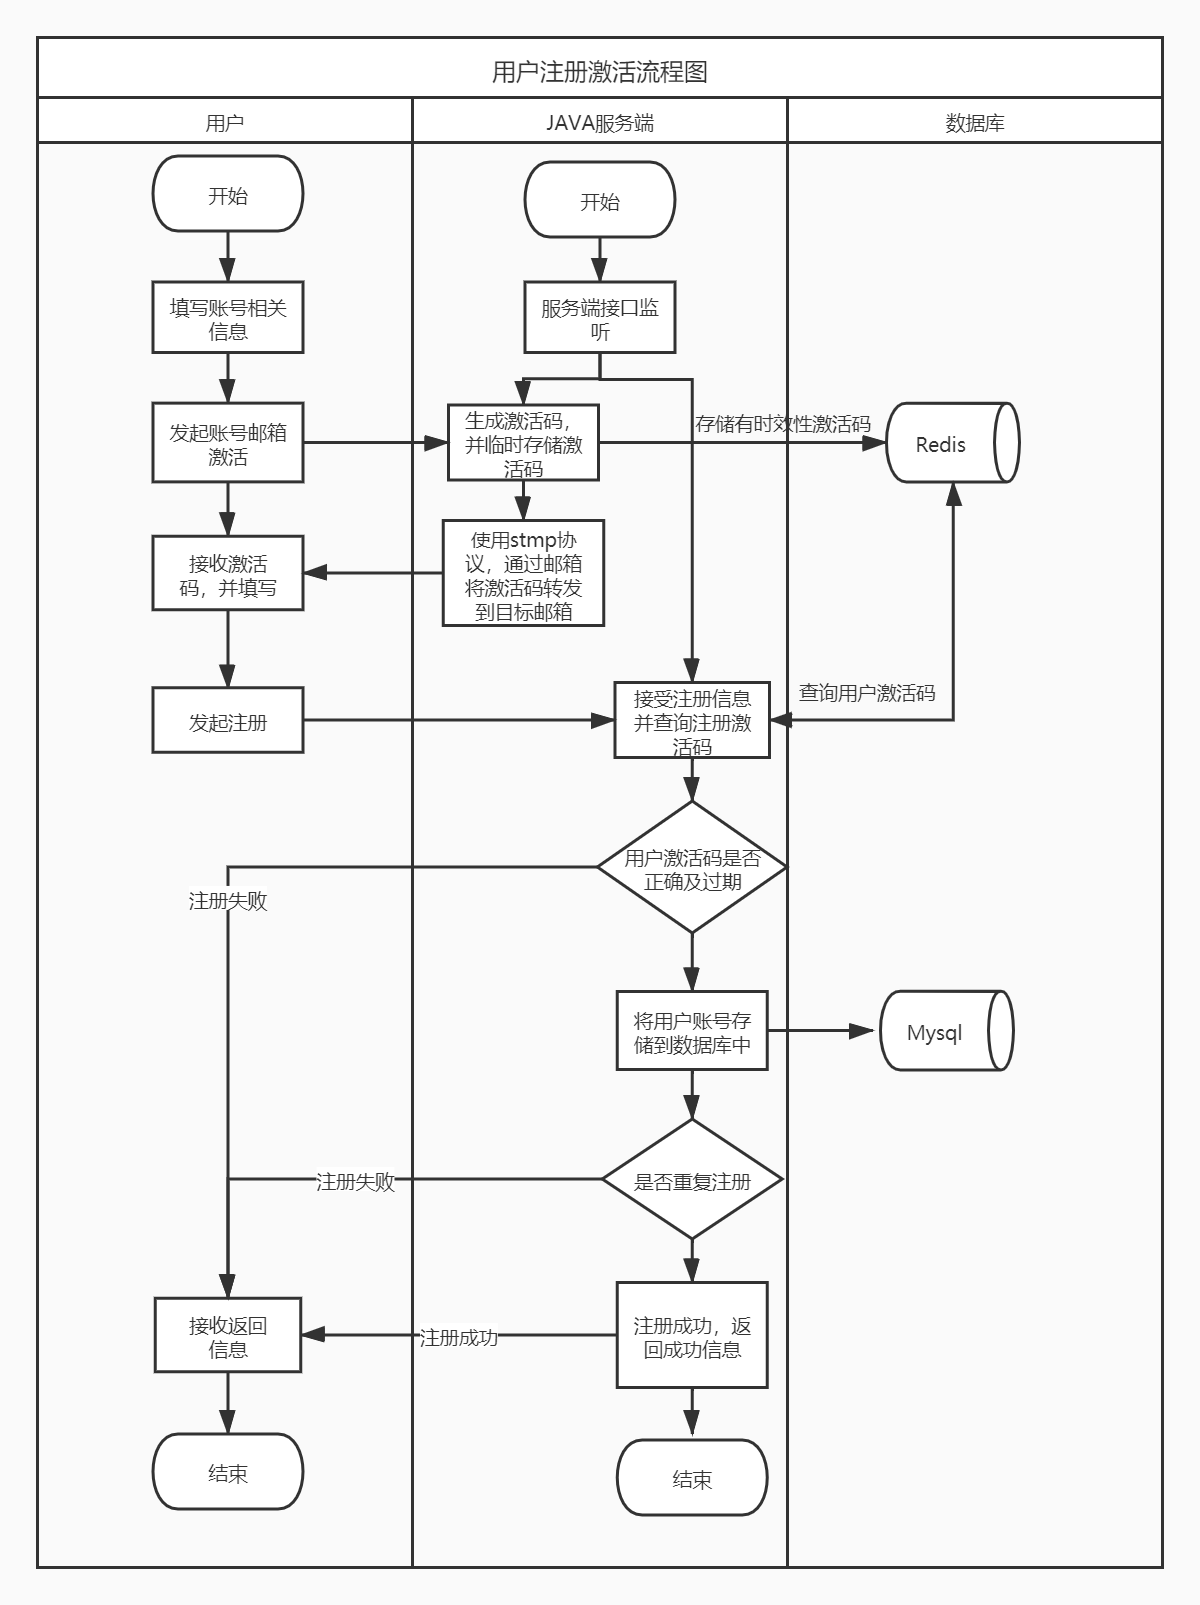 用户注册激活流程图
用户
JAVA服务端
数据库
开始
开始
填写账号相关
信息
服务端接口监
听
发起账号邮箱
激活
生成激活码，
并临时存储激
活码
存储有时效性激活码
Redis
接收激活
码，并填写
使用stmp协
议，通过邮箱
将激活码转发
到目标邮箱
发起注册
接受注册信息
并查询注册激
活码
查询用户激活码
用户激活码是否
正确及过期
注册失败
将用户账号存
储到数据库中
Mysql
注册失败
是否重复注册
接收返回
信息
注册成功
注册成功，返
回成功信息
结束
结束